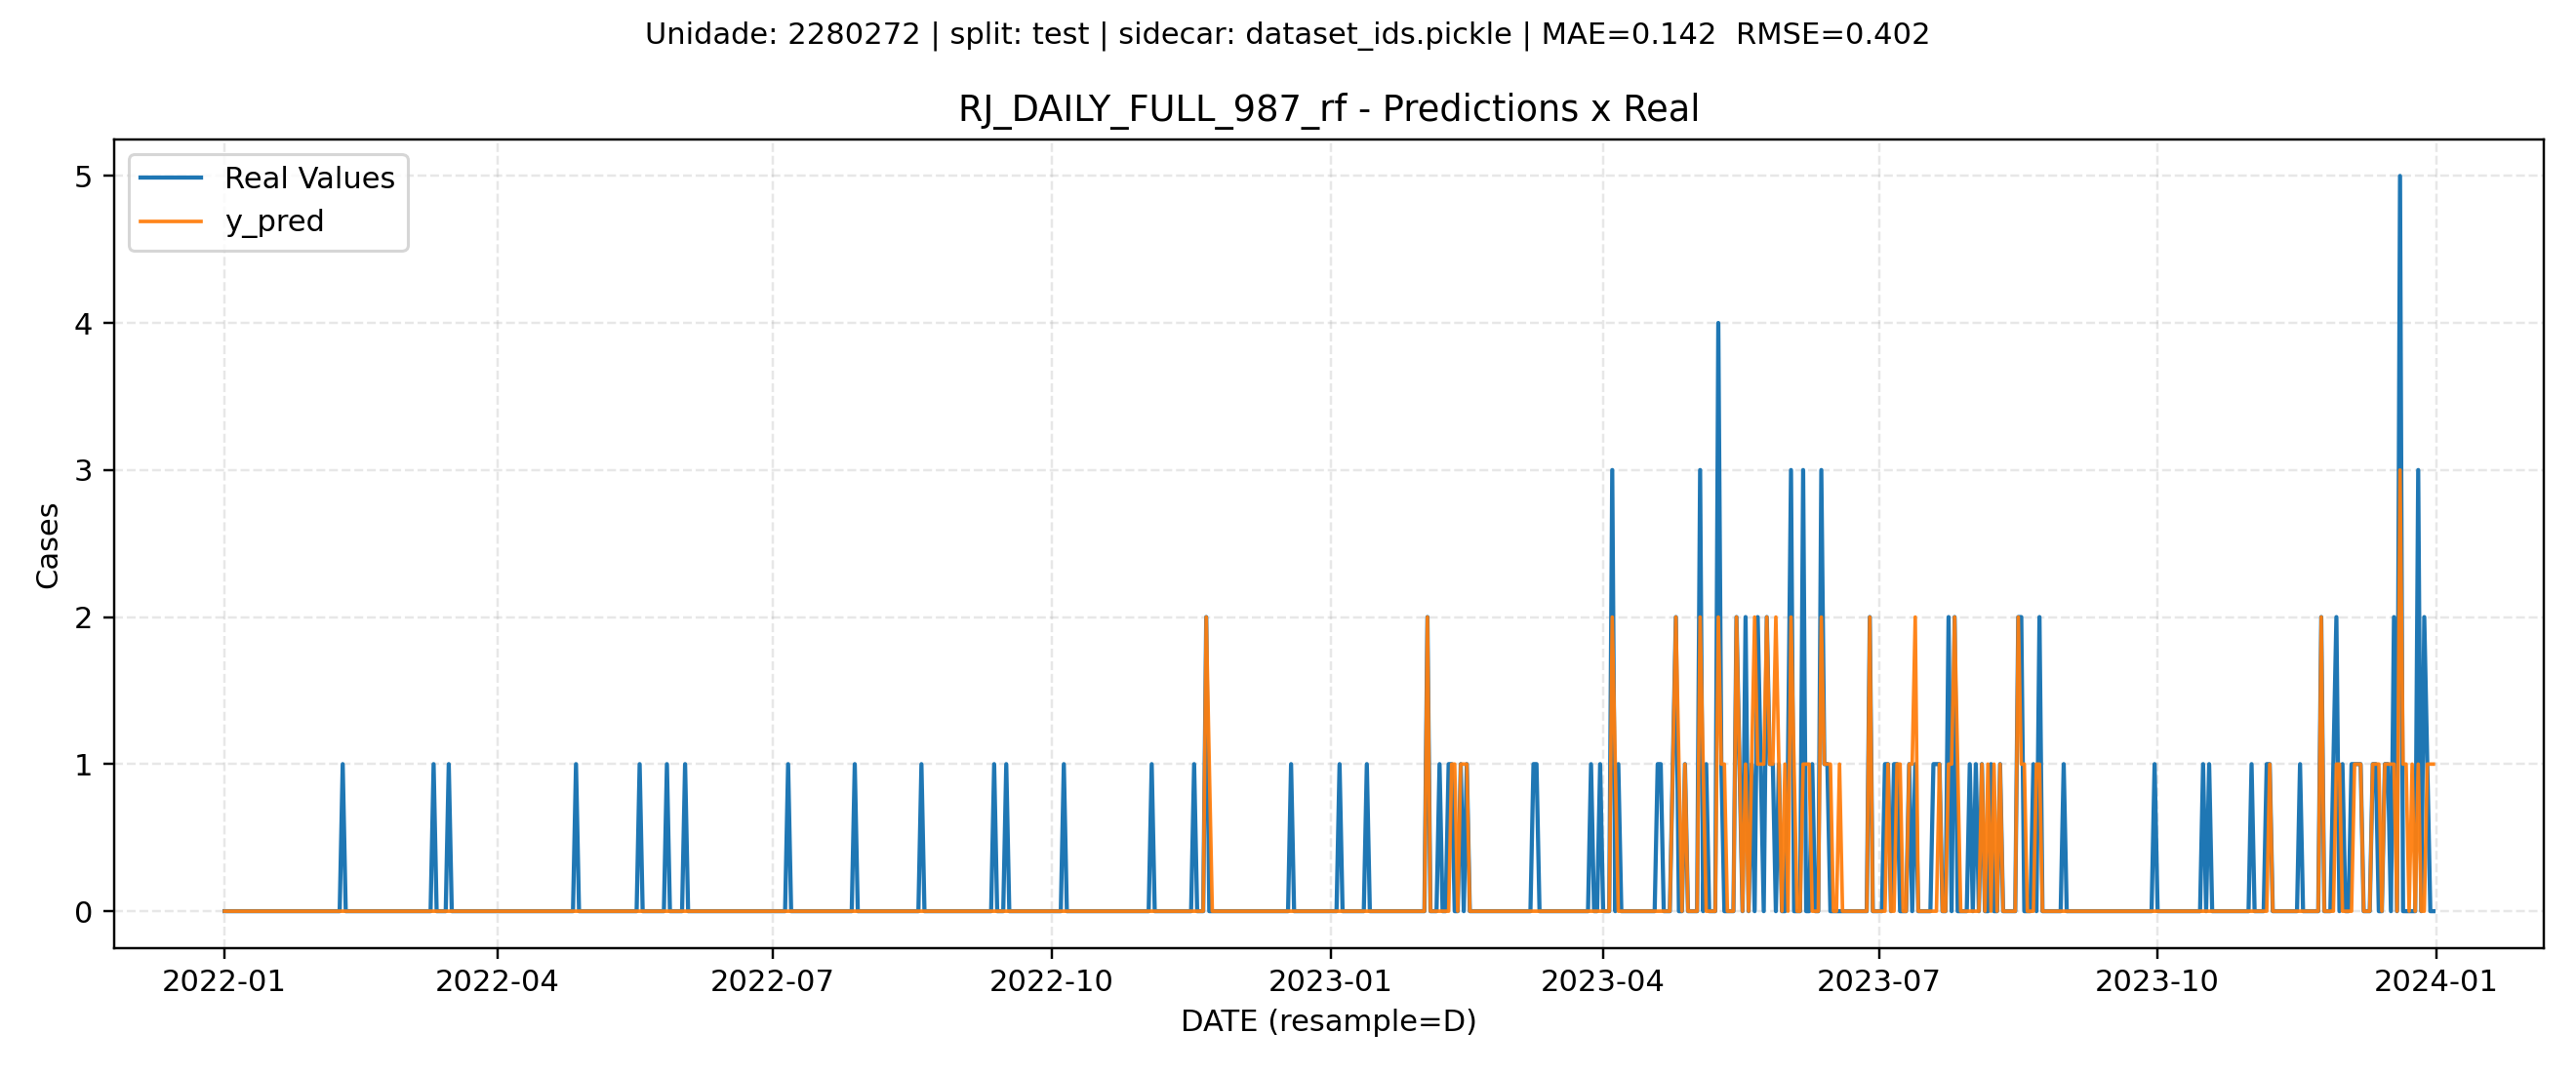 Unidade: 2280272 | split: test | sidecar: dataset_ids.pickle | MAE=0.142  RMSE=0.402
RJ_DAILY_FULL_987_rf - Predictions x Real
Real Values
y_pred
Cases
5
4
3
2
1
0
2022-01
2022-04
2022-07
2022-10
2023-01
2023-04
2023-07
2023-10
2024-01
DATE (resample=D)